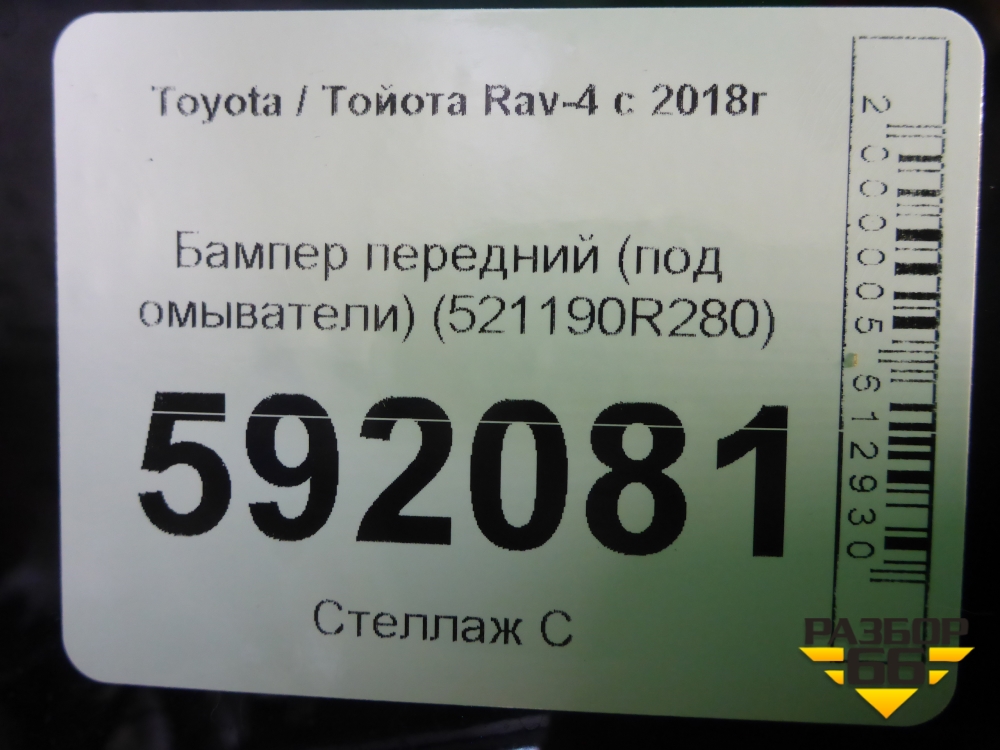 Toyota / Тойота Rav-4 с 2018г
Бампер передний (под
омыватели) (521190R280)
592081
Стеллаж С
2000005612930
РАЗБОР
66